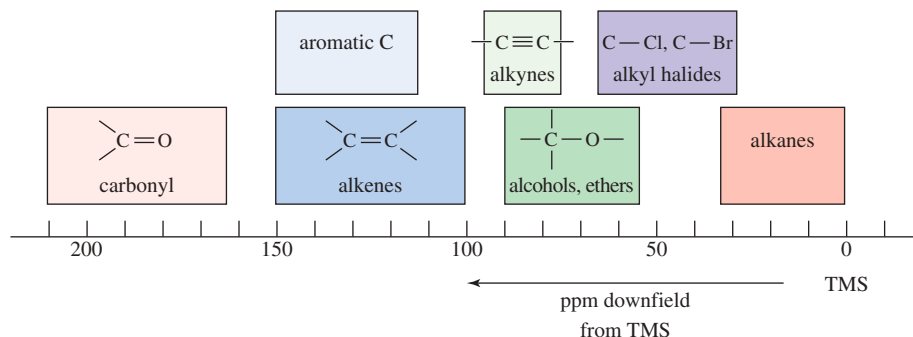 aromatic C
C≡C
alkynes
C—Cl, C—Br
alkyl halides
C=O
carbonyl
C=C
alkenes
C—O
alcohols, ethers
alkanes
200 150 100 50 0
TMS
ppm downfield
from TMS